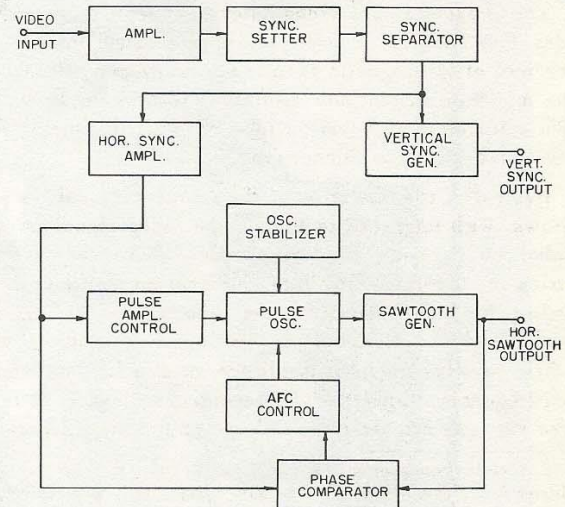 VIDEO
INPUT
AMPL.
SYNC.
SETTER
SYNC.
SEPARATOR
HOR. SYNC.
AMPL.
VERTICAL
SYNC.
GEN.
VERT.
SYNC.
OUTPUT
OSC.
STABILIZER
PULSE
AMPL.
CONTROL
PULSE
OSC.
SAWTOOTH
GEN.
HOR.
SAWTOOTH
OUTPUT
AFC
CONTROL
PHASE
COMPARATOR